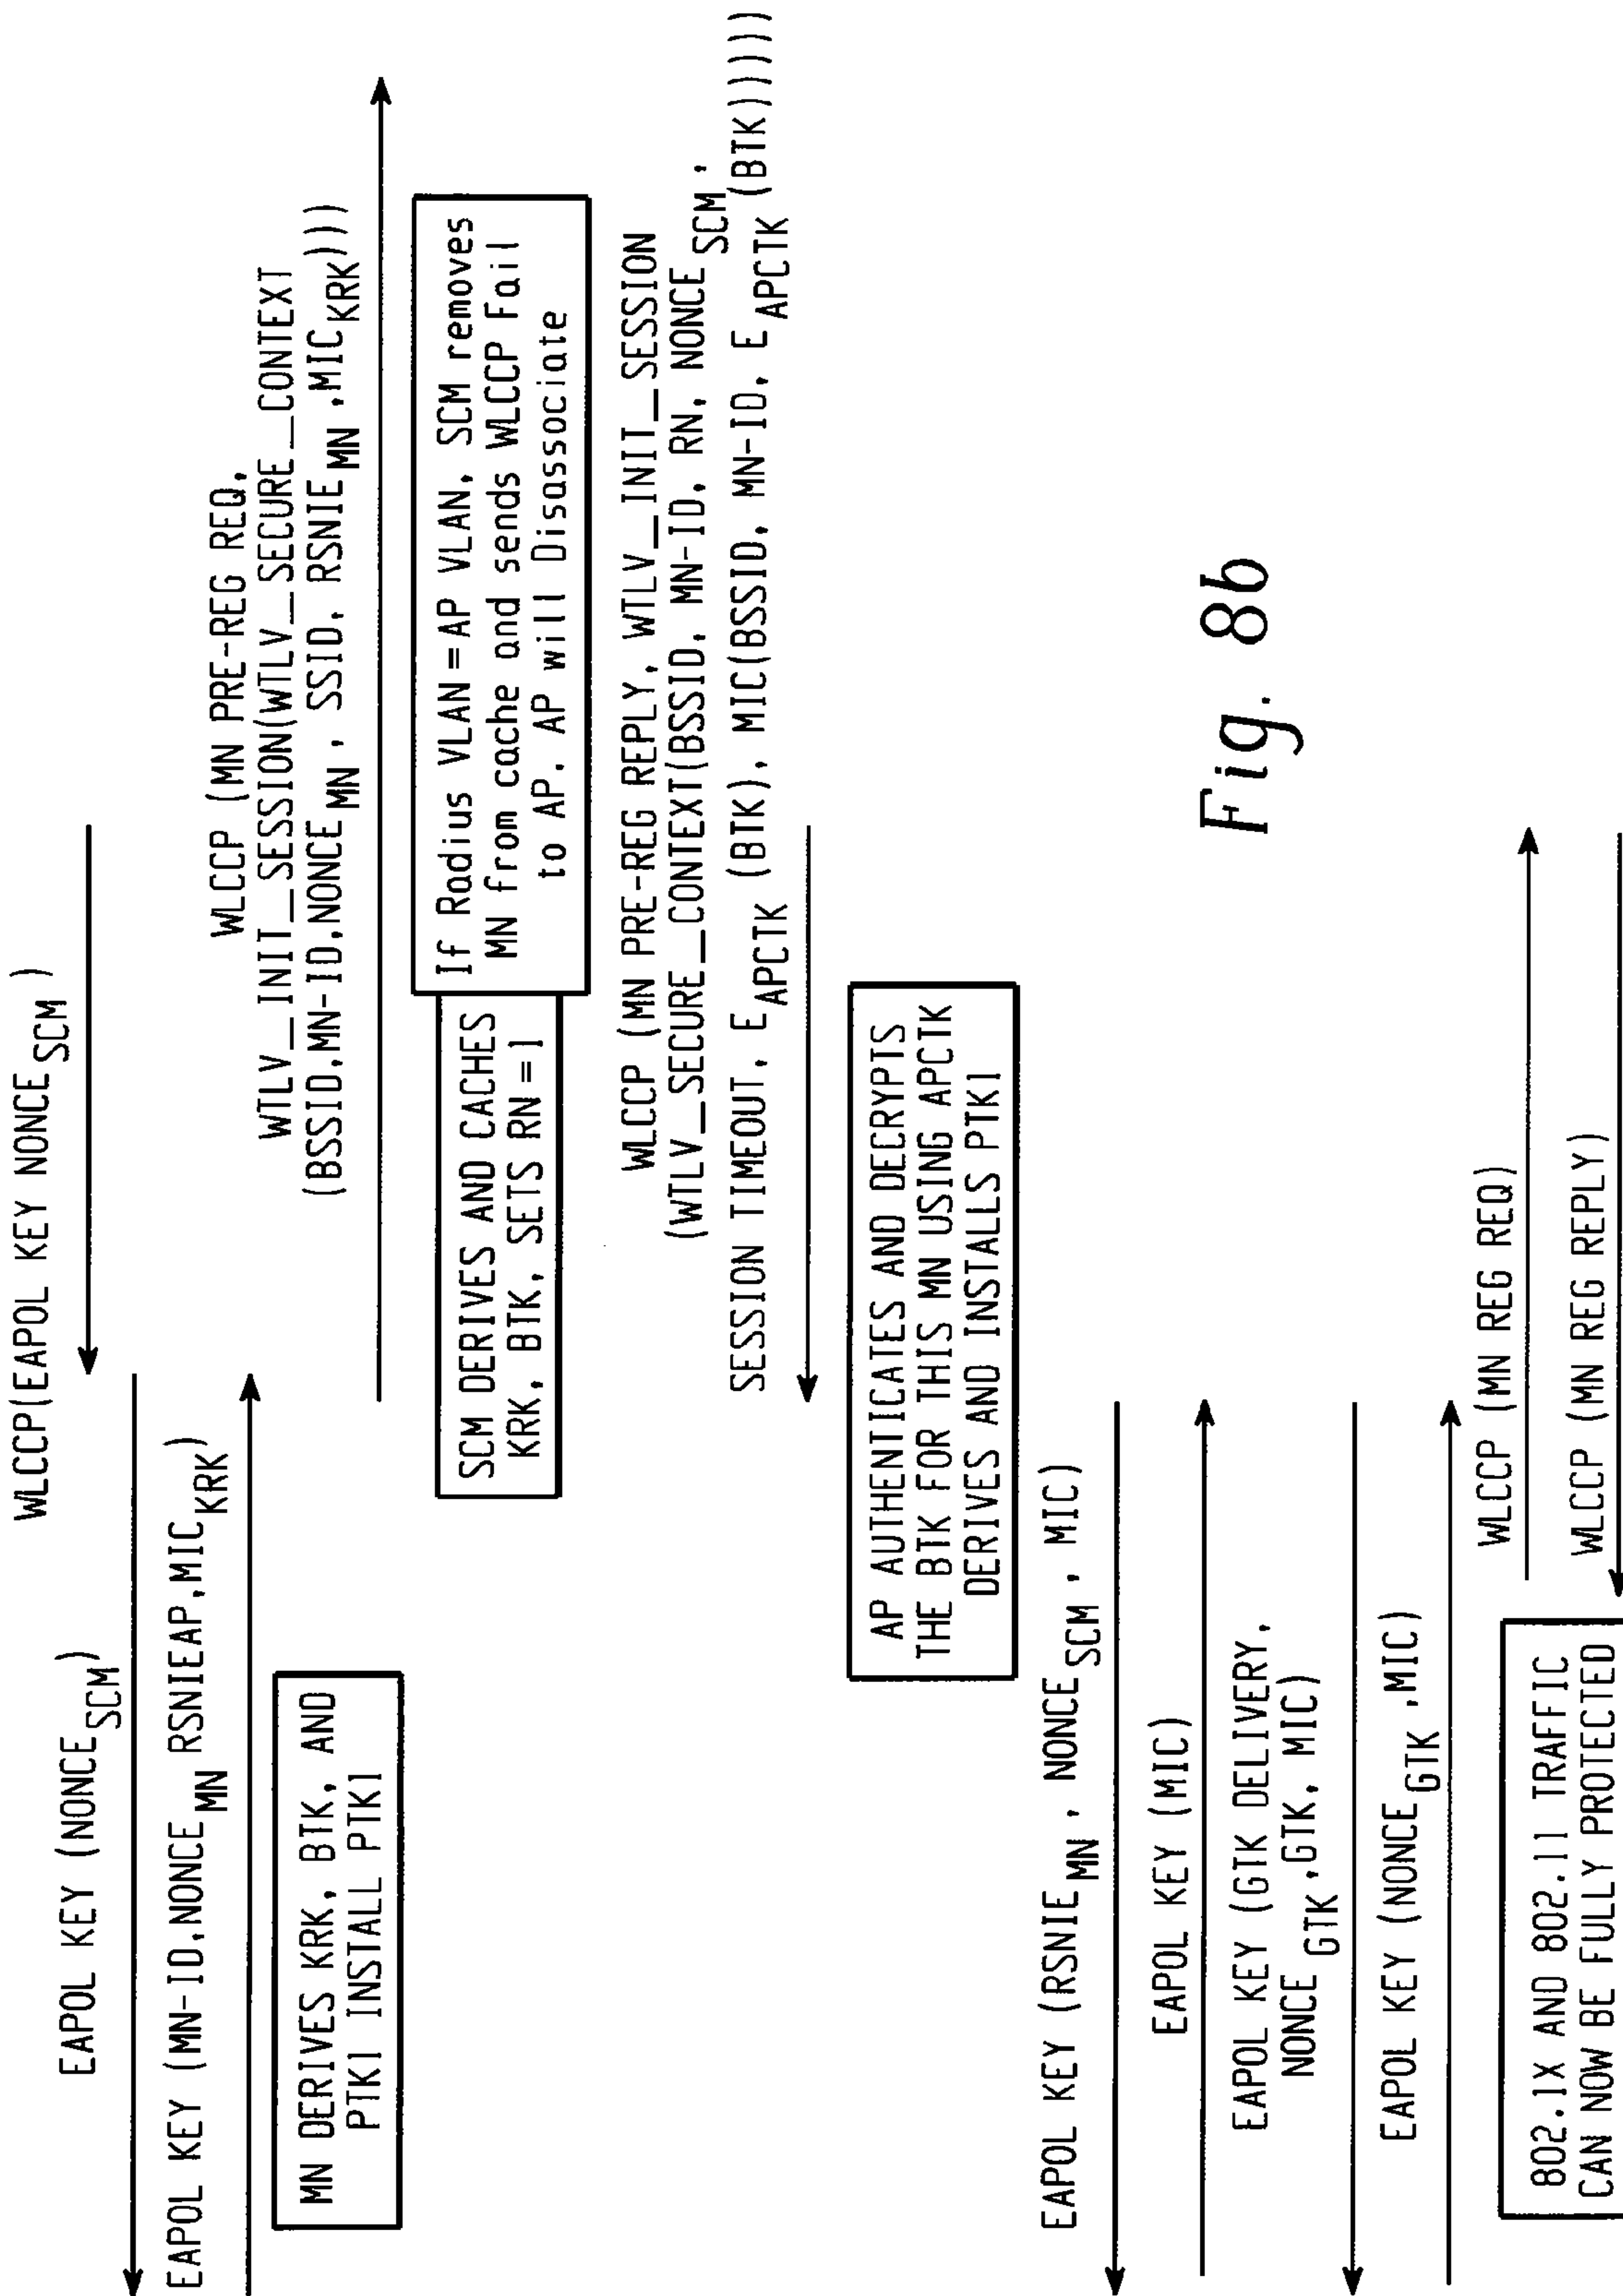 WLCCP(EAPOL KEY NONCE SCM )
EAPOL KEY (NONCE SCM)
EAPOL KEY (MN-ID,NONCE MN RSNIEAP,MIC KRK)
MN DERIVES KRK, BTK, AND
PTK1 INSTALL PTK1
WLCCP (MN PRE-REG REQ,
WTLV_INIT_SESSION(WTLV_SECURE_CONTEXT
(BSSID,MN-ID,NONCE MN , SSID, RSNIE MN ,MIC KRK)))
SCM DERIVES AND CACHES
KRK, BTK, SETS RN=1
If Radius VLAN=AP VLAN, SCM removes
MN from cache and sends WLCCP Fail
to AP. AP will Disassociate
WLCCP (MN PRE-REG REPLY, WTLV_INIT_SESSION
(WTLV_SECURE_CONTEXT(BSSID, MN-ID, RN, NONCE SCM,
SESSION TIMEOUT, E APCTK (BTK), MIC(BSSID, MN-ID, E APCTK (BTK)))))
AP AUTHENTICATES AND DECRYPTS
THE BTK FOR THIS MN USING APCTK
DERIVES AND INSTALLS PTK1
EAPOL KEY (RSNIE MN, NONCE SCM, MIC)
EAPOL KEY (MIC)
EAPOL KEY (GTK DELIVERY,
NONCE GTK ,GTK, MIC)
EAPOL KEY (NONCE GTK ,MIC)
802.1X AND 802.11 TRAFFIC
CAN NOW BE FULLY PROTECTED
WLCCP (MN REG REQ)
WLCCP (MN REG REPLY)
Fig. 8b